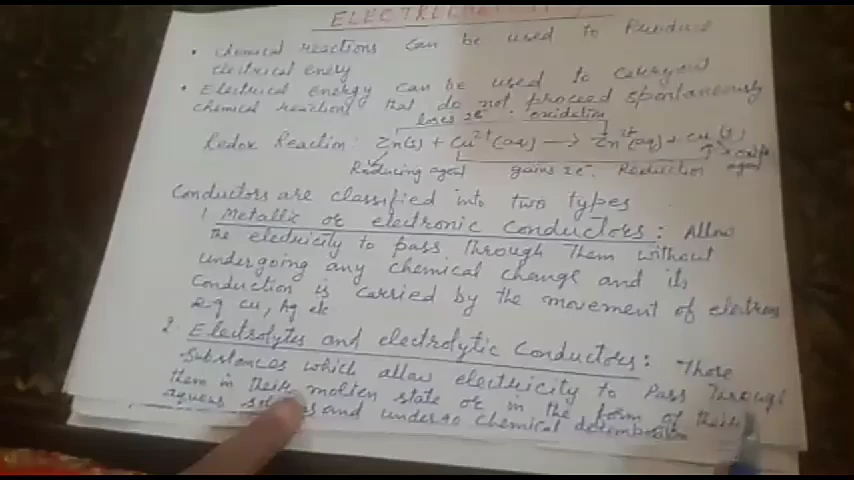 ELECTROCHEMISTRY
• Chemical reactions can be used to Produce
electrical energy
• Electrical energy can be used to carryout
chemical reactions that do not proceed spontaneously
loses 2e⁻ oxidation
Redox Reaction: Zn(s) + Cu²⁺(aq) → Zn²⁺(aq) + Cu(s)
Reducing agent gains 2e⁻ Reduction agent
Conductors are classified into two types
1. Metallic or electronic Conductors: Allow
the electricity to pass through them without
undergoing any chemical change and its
Conduction is carried by the movement of electrons
e.g Cu, Ag etc
2. Electrolytes and electrolytic Conductors: Those
substances which allow electricity to Pass Through
them in their molten state or in the form of their
and undergo chemical